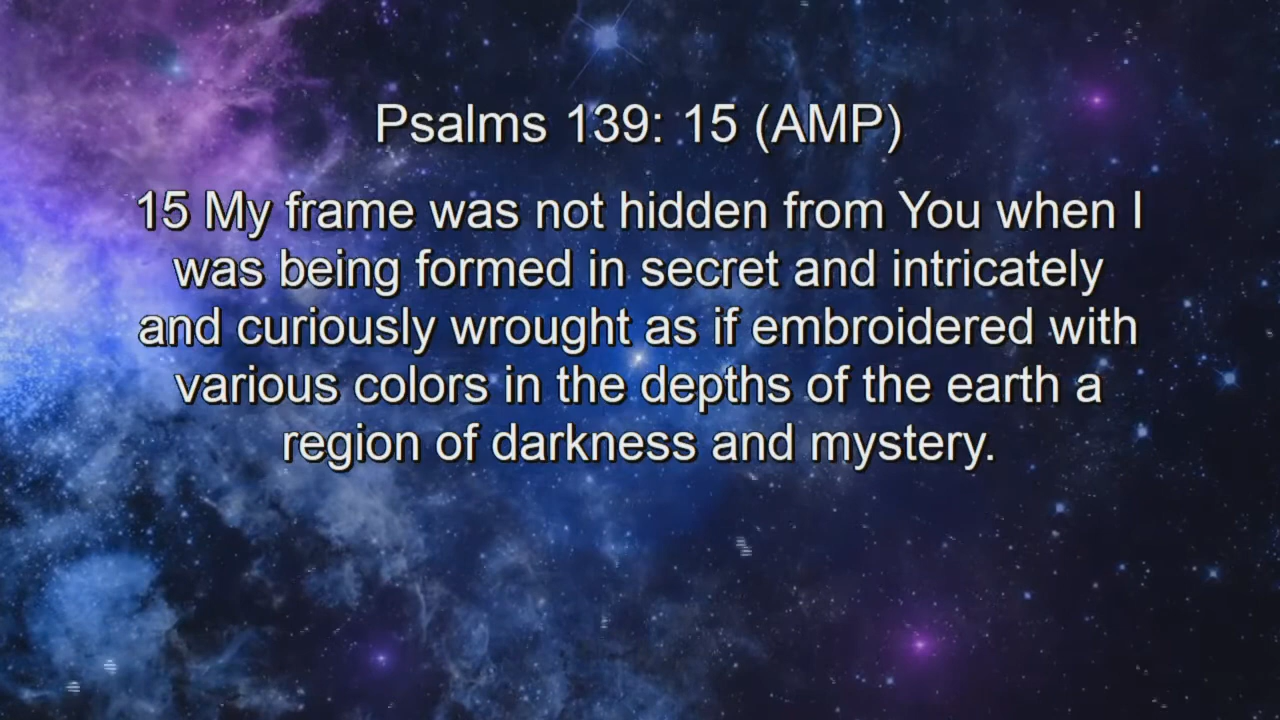 Psalms 139: 15 (AMP)
15 My frame was not hidden from You when I
was being formed in secret and intricately
and curiously wrought as if embroidered with
various colors in the depths of the earth a
region of darkness and mystery.